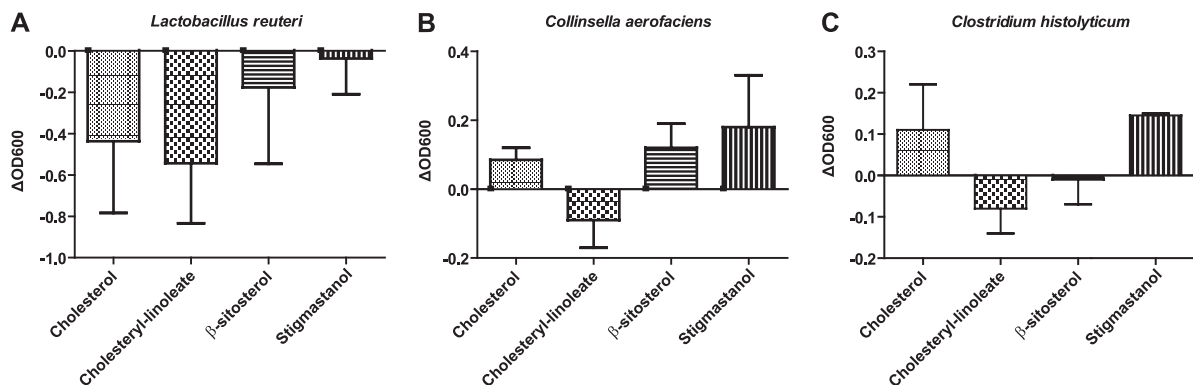 A
Lactobacillus reuteri
0.0
-0.2
-0.4
-0.6
-0.8
-1.0
ΔOD600
Cholesterol
Cholesteryl-linoleate
β-sitosterol
Stigmastanol
B
Collinsella aerofaciens
0.4
0.2
0.0
-0.2
ΔOD600
Cholesterol
Cholesteryl-linoleate
β-sitosterol
Stigmastanol
C
Clostridium histolyticum
0.3
0.2
0.1
0.0
-0.1
-0.2
ΔOD600
Cholesterol
Cholesteryl-linoleate
β-sitosterol
Stigmastanol